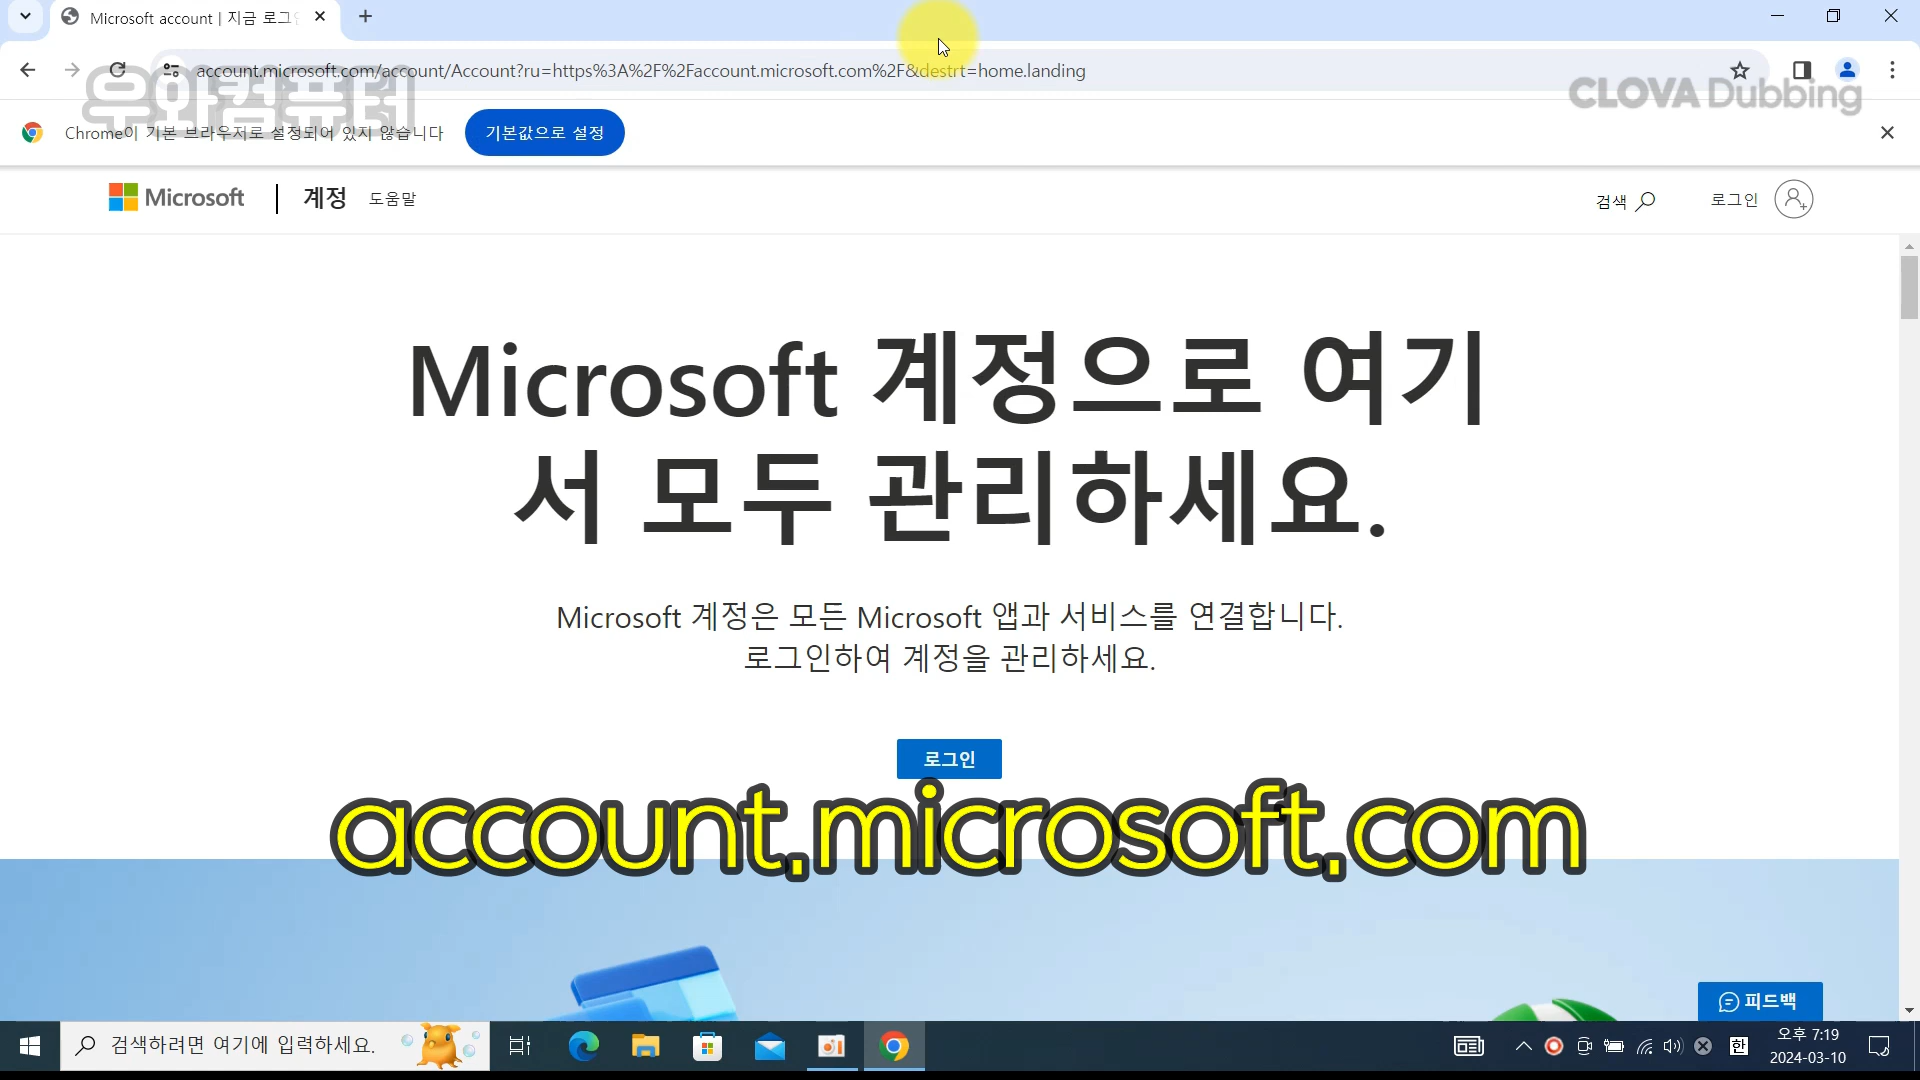 Microsoft account | 지금 로그인
account.microsoft.com/account/Account?ru=https%3A%2F%2Faccount.microsoft.com%2F&destrt=home.landing
우와컴퓨터
CLOVA Dubbing
Chrome이 기본 브라우저로 설정되어 있지 않습니다
기본값으로 설정
Microsoft
계정
도움말
검색
로그인
Microsoft 계정으로 여기
서 모두 관리하세요.
Microsoft 계정은 모든 Microsoft 앱과 서비스를 연결합니다.
로그인하여 계정을 관리하세요.
로그인
account.microsoft.com
피드백
검색하려면 여기에 입력하세요.
한
오후 7:19
2024-03-10